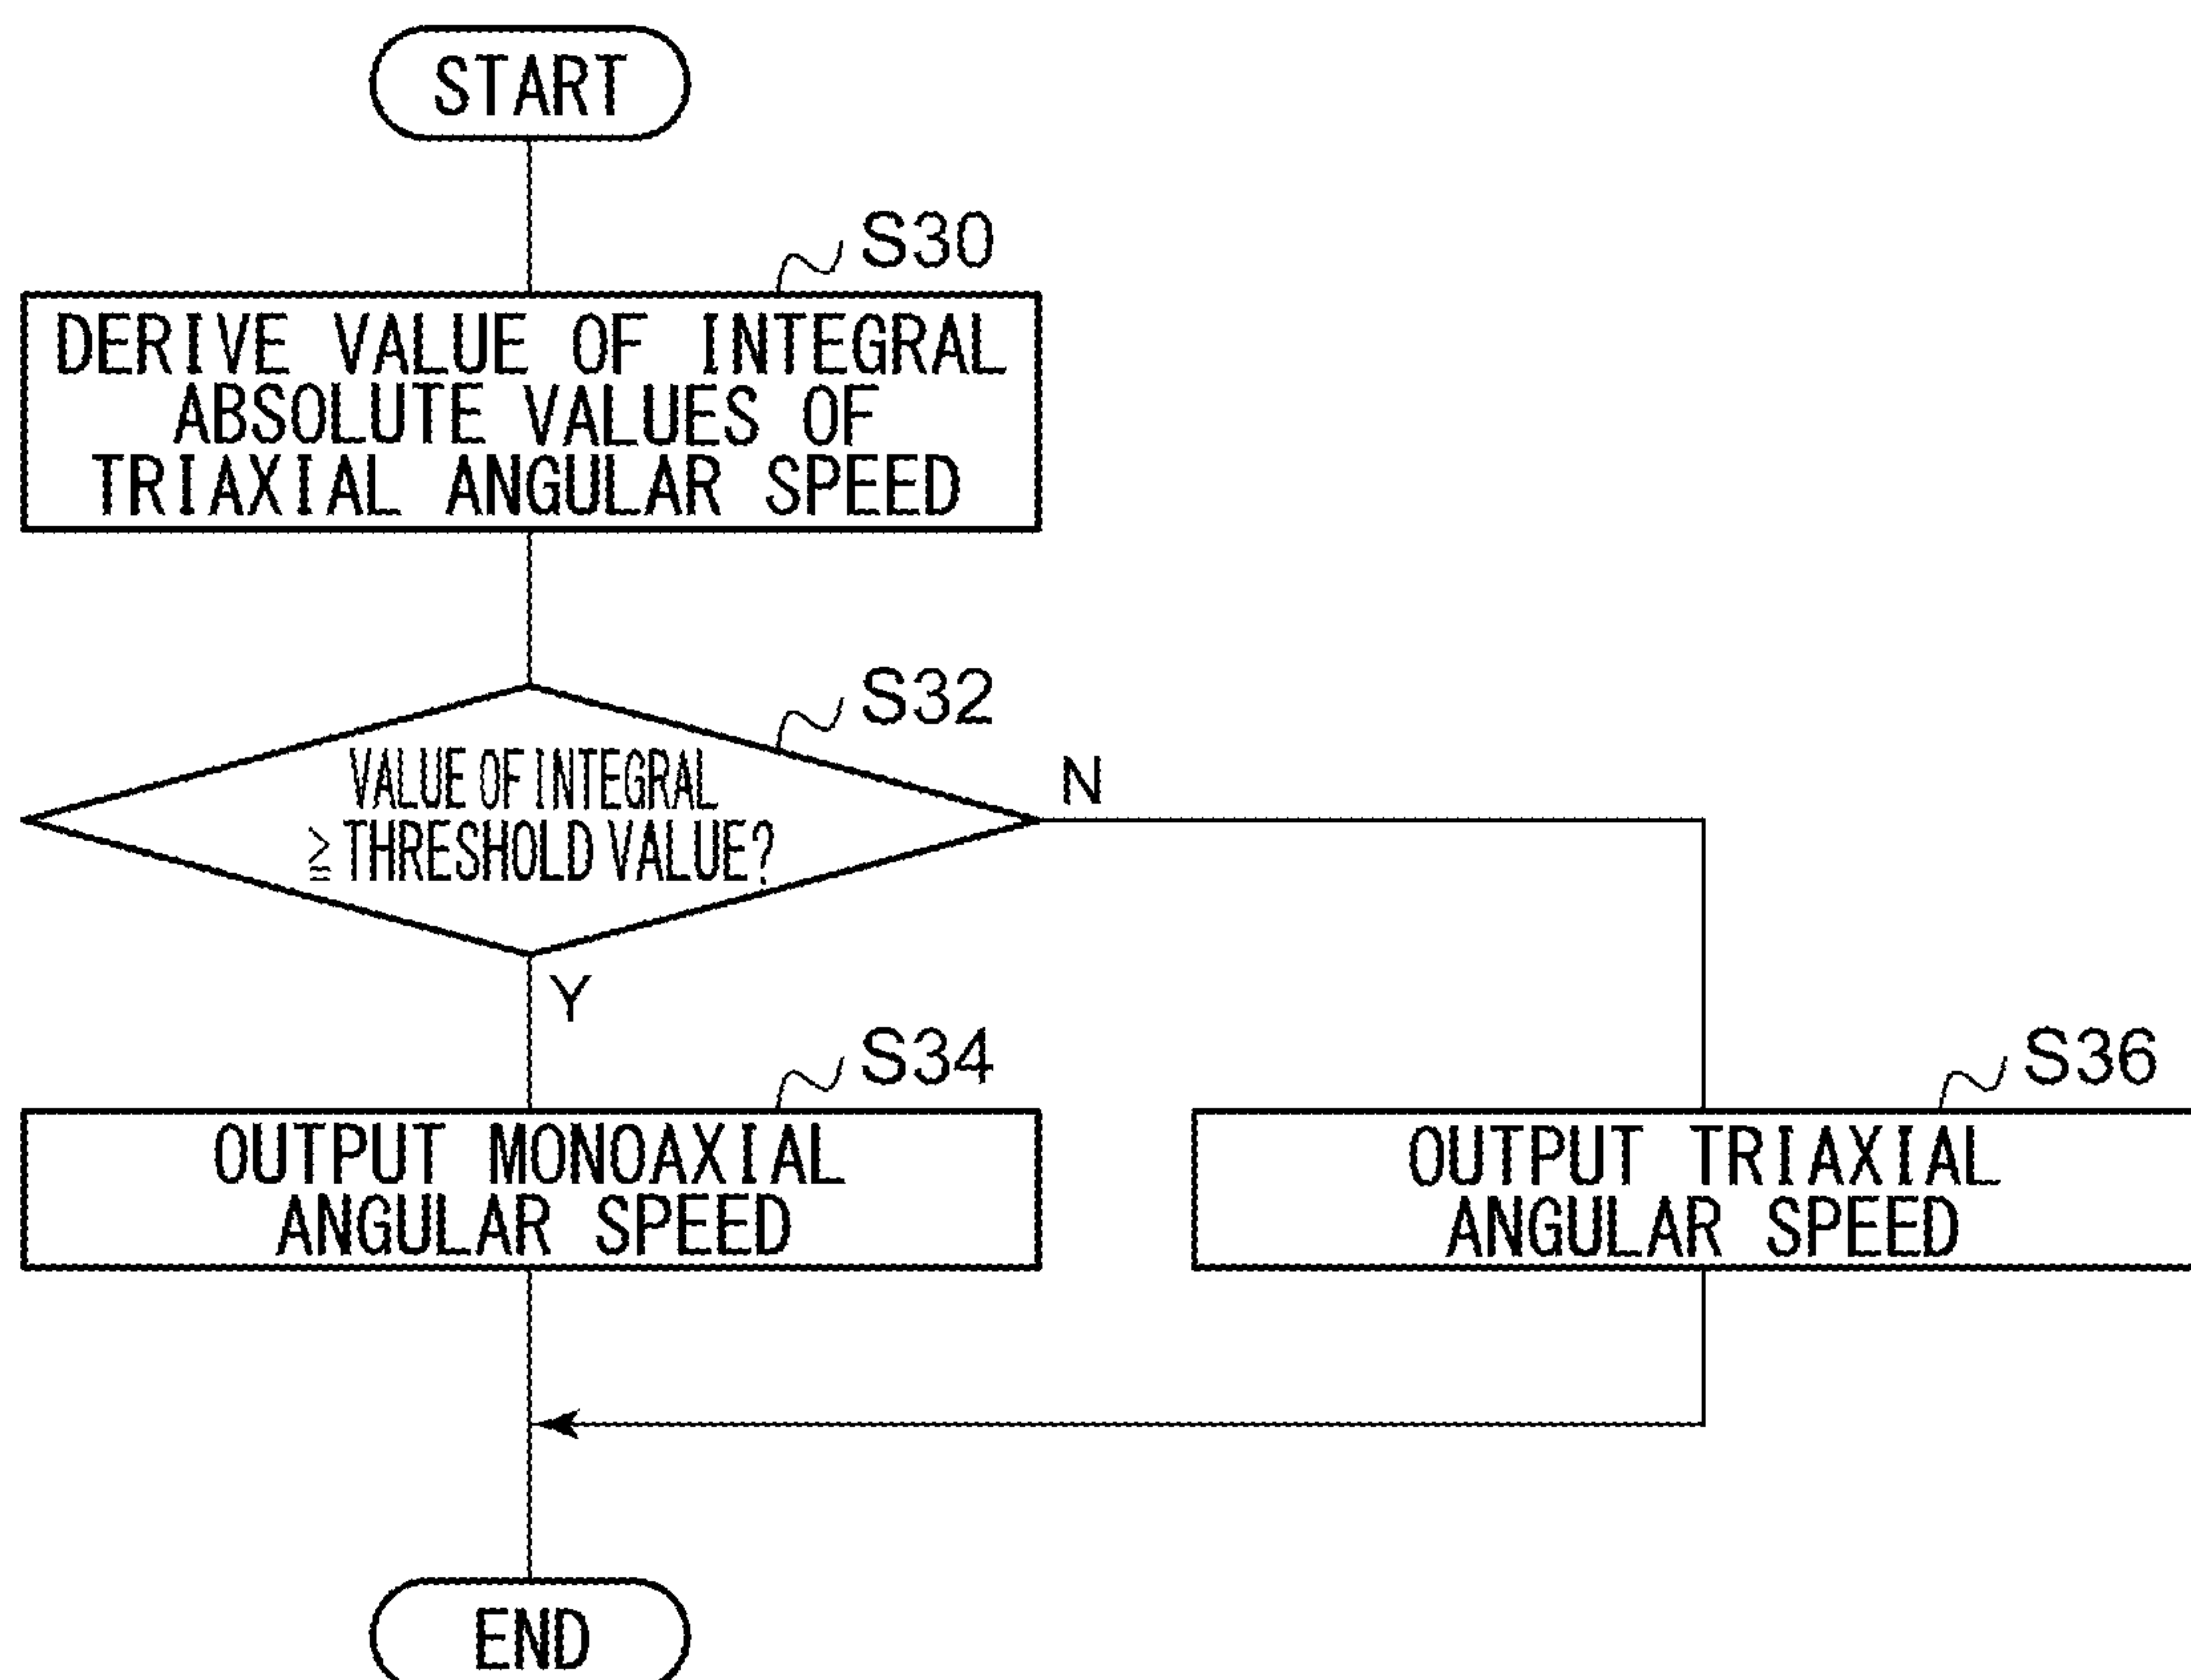 START
S30
DERIVE VALUE OF INTEGRAL
ABSOLUTE VALUES OF
TRIAXIAL ANGULAR SPEED
S32
VALUE OF INTEGRAL
≧ THRESHOLD VALUE?
N
Y
S34
OUTPUT MONOAXIAL
ANGULAR SPEED
S36
OUTPUT TRIAXIAL
ANGULAR SPEED
END